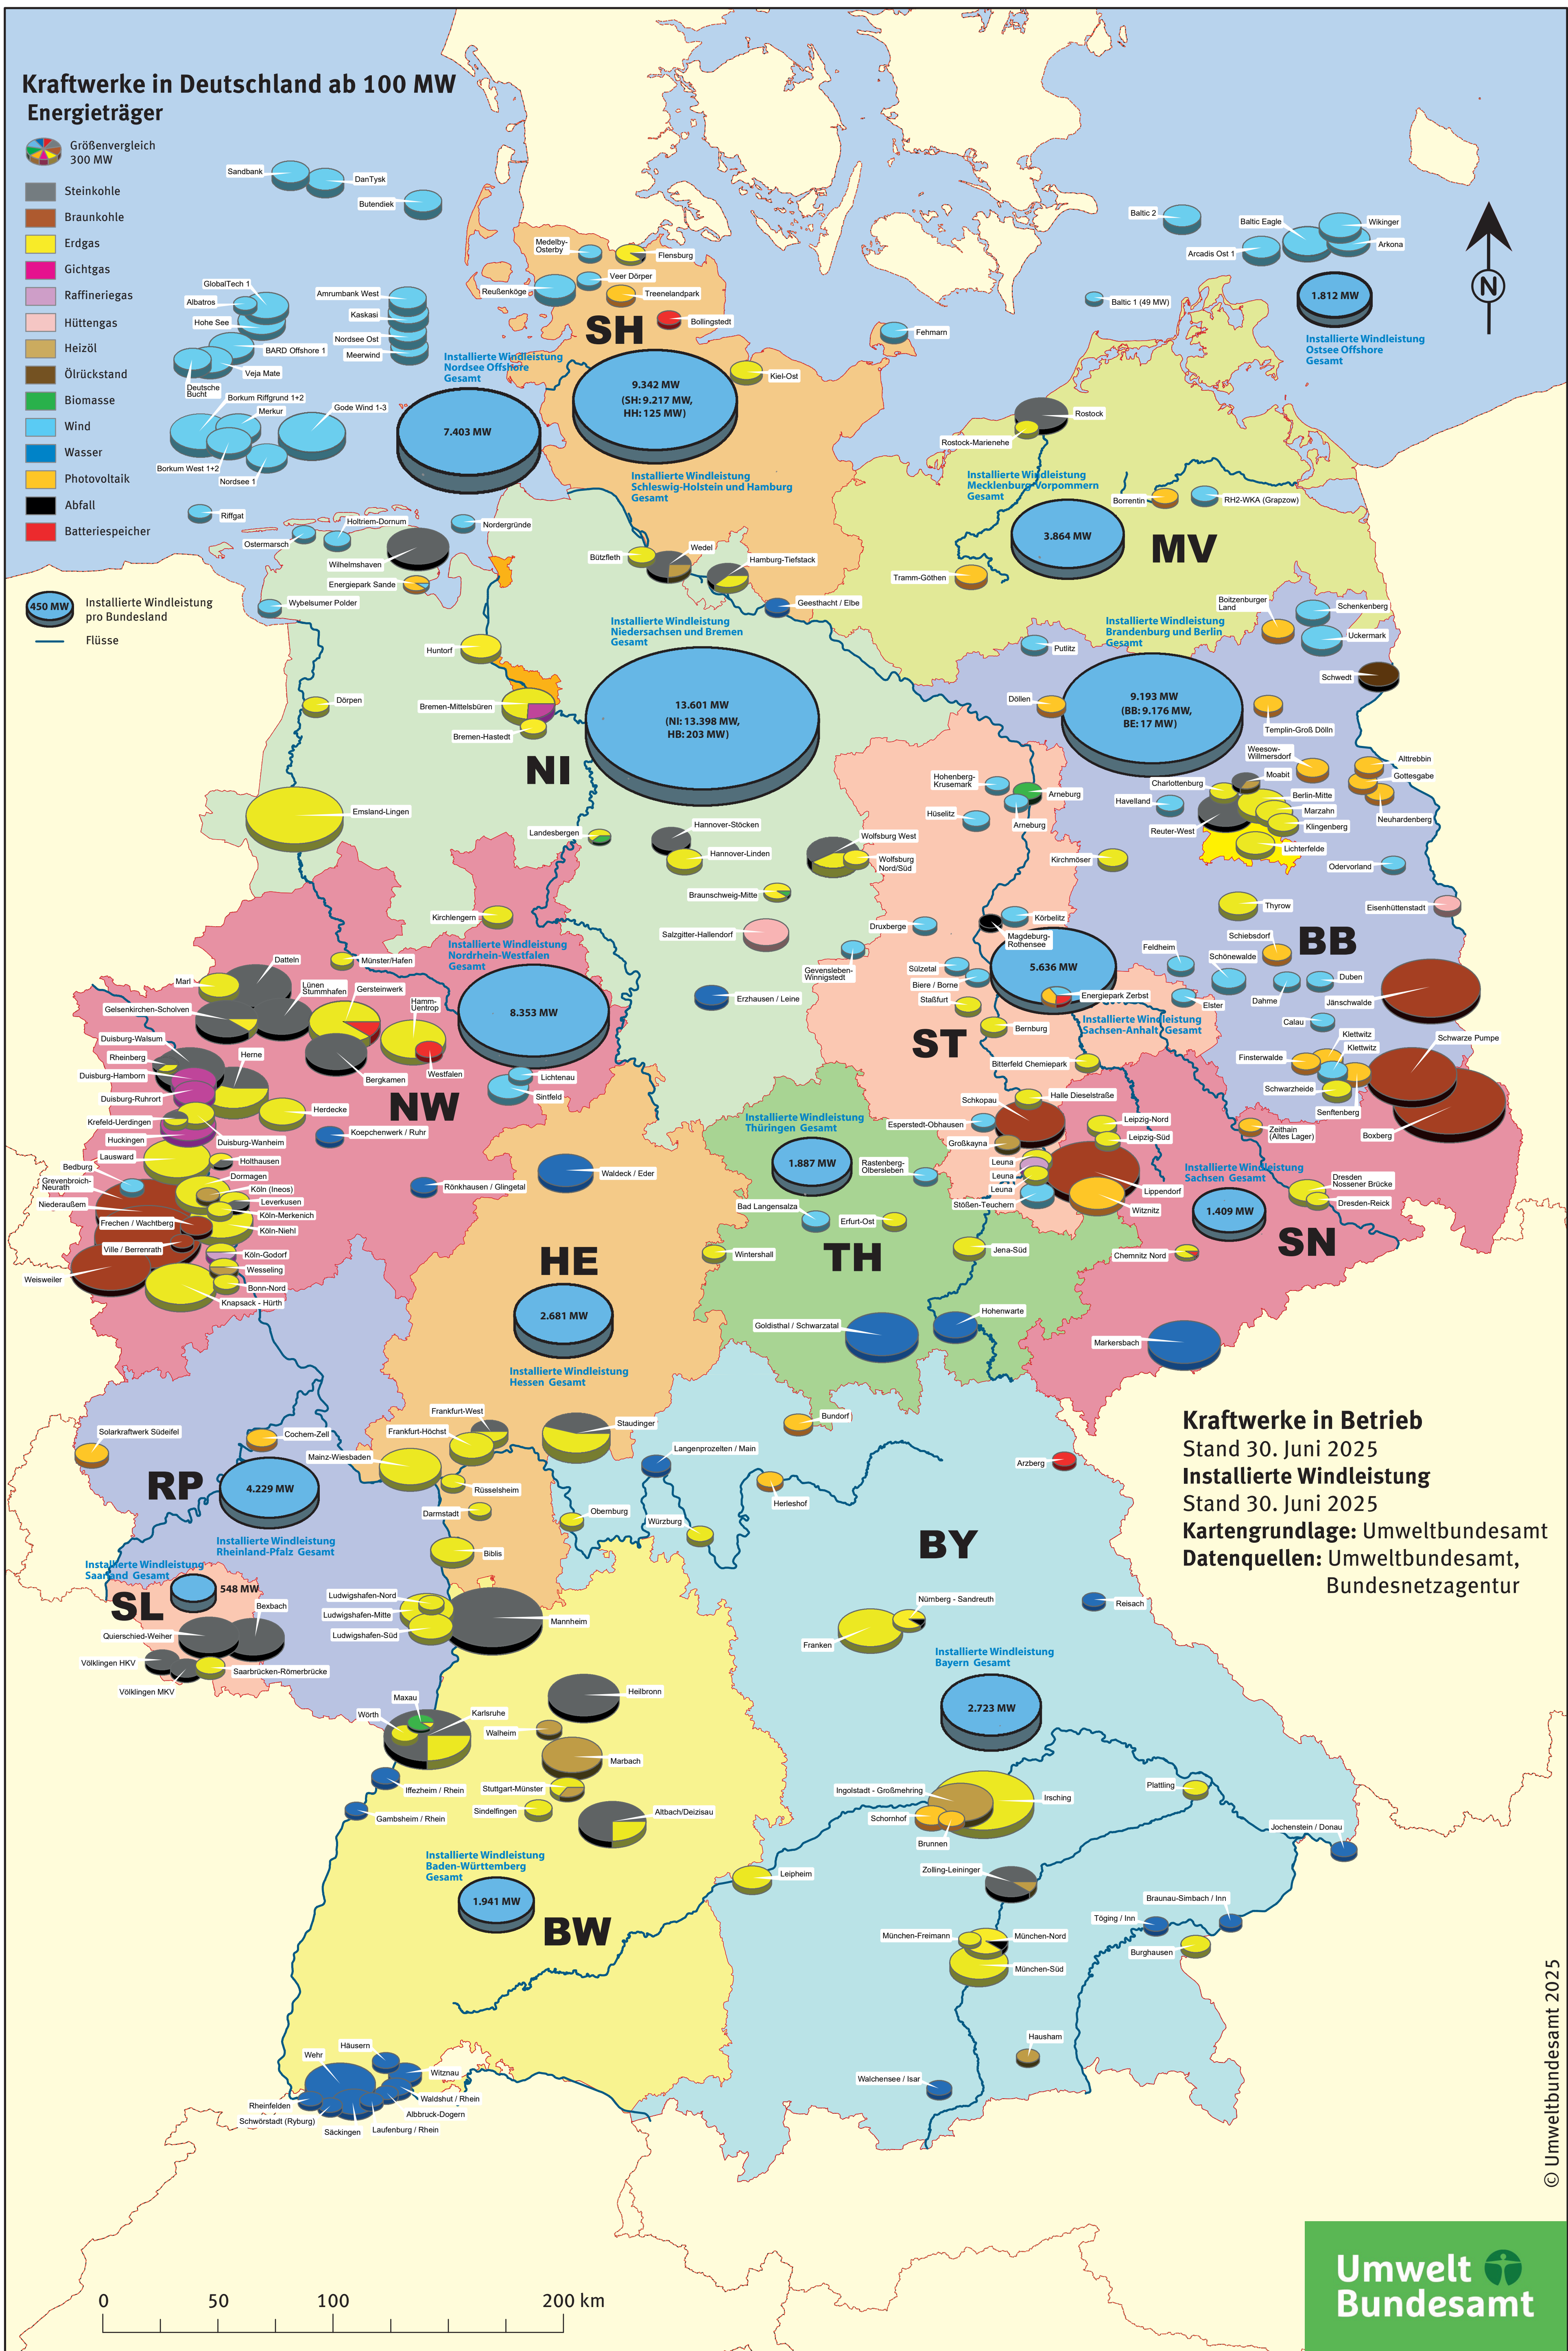 Kraftwerke in Deutschland ab 100 MW
Energieträger
Größenvergleich
300 MW
Steinkohle
Braunkohle
Erdgas
Gichtgas
Raffineriegas
Hüttengas
Heizöl
Ölrückstand
Biomasse
Wind
Wasser
Photovoltaik
Abfall
Batteriespeicher
450 MW
Installierte Windleistung
pro Bundesland
Flüsse
N
Sandbank
DanTysk
Butendiek
GlobalTech 1
Albatros
Hohe See
BARD Offshore 1
Veja Mate
Deutsche
Bucht
Amrumbank West
Kaskasi
Nordsee Ost
Meerwind
Borkum Riffgrund 1+2
Merkur
Gode Wind 1-3
Borkum West 1+2
Nordsee 1
Riffgat
Installierte Windleistung
Nordsee Offshore
Gesamt
7.403 MW
Medelby-
Osterby
Flensburg
Veer Dörper
Reußenköge
Treenelandpark
Bollingstedt
SH
9.342 MW
(SH: 9.217 MW,
HH: 125 MW)
Kiel-Ost
Fehmarn
Installierte Windleistung
Schleswig-Holstein und Hamburg
Gesamt
Baltic 2
Baltic Eagle
Wikinger
Arcadis Ost 1
Arkona
Baltic 1 (49 MW)
1.812 MW
Installierte Windleistung
Ostsee Offshore
Gesamt
Rostock
Rostock-Marienehe
Installierte Windleistung
Mecklenburg-Vorpommern
Gesamt
Borrentin
RH2-WKA (Grapzow)
3.864 MW
MV
Tramm-Göthen
Ostermarsch
Holtriem-Dornum
Nordergründe
Wilhelmshaven
Energiepark Sande
Wybelsumer Polder
Bützfleth
Wedel
Hamburg-Tiefstack
Geesthacht / Elbe
Installierte Windleistung
Niedersachsen und Bremen
Gesamt
13.601 MW
(NI: 13.398 MW,
HB: 203 MW)
Huntorf
Dörpen
Bremen-Mittelsbüren
Bremen-Hastedt
NI
Emsland-Lingen
Landesbergen
Hannover-Stöcken
Hannover-Linden
Wolfsburg West
Wolfsburg
Nord/Süd
Braunschweig-Mitte
Salzgitter-Hallendorf
Gevensleben-
Winnigstedt
Erzhausen / Leine
Boitzenburger
Land
Schenkenberg
Uckermark
Installierte Windleistung
Brandenburg und Berlin
Gesamt
Putlitz
Schwedt
Döllen
9.193 MW
(BB: 9.176 MW,
BE: 17 MW)
Templin-Groß Dölln
Weesow-
Willmersdorf
Alttrebbin
Gottesgabe
Neuhardenberg
Moabit
Charlottenburg
Berlin-Mitte
Havelland
Marzahn
Klingenberg
Reuter-West
Lichterfelde
Kirchmöser
Odervorland
Thyrow
Eisenhüttenstadt
Schiebsdorf
BB
Feldheim
Schönewalde
Duben
Dahme
Jänschwalde
Elster
Calau
Klettwitz
Klettwitz
Finsterwalde
Schwarze Pumpe
Schwarzheide
Senftenberg
Boxberg
Hohenberg-
Krusemark
Arneburg
Arneburg
Hüselitz
Druxberge
Körbelitz
Magdeburg-
Rothensee
5.636 MW
Sülzetal
Biere / Borne
Staßfurt
Energiepark Zerbst
Installierte Windleistung
Sachsen-Anhalt Gesamt
Bernburg
ST
Bitterfeld Chemiepark
Halle Dieselstraße
Schkopau
Esperstedt-Obhausen
Großkayna
Leuna
Leuna
Leuna
Stößen-Teuchern
Leipzig-Nord
Leipzig-Süd
Lippendorf
Witznitz
Zeithain
(Altes Lager)
Installierte Windleistung
Sachsen Gesamt
1.409 MW
Dresden
Nossener Brücke
Dresden-Reick
SN
Chemnitz Nord
Markersbach
Installierte Windleistung
Thüringen Gesamt
1.887 MW
Rastenberg-
Olbersleben
Bad Langensalza
Erfurt-Ost
TH
Jena-Süd
Wintershall
Goldisthal / Schwarzatal
Hohenwarte
Kirchlengern
Installierte Windleistung
Nordrhein-Westfalen
Gesamt
8.353 MW
Münster/Hafen
Datteln
Marl
Lünen
Stummhafen
Gersteinwerk
Hamm-
Uentrop
Gelsenkirchen-Scholven
Duisburg-Walsum
Rheinberg
Herne
Duisburg-Hamborn
Duisburg-Ruhrort
Bergkamen
Westfalen
Lichtenau
Sintfeld
NW
Herdecke
Krefeld-Uerdingen
Huckingen
Duisburg-Wanheim
Koepchenwerk / Ruhr
Lausward
Holthausen
Bedburg
Grevenbroich-
Neurath
Dormagen
Köln (Ineos)
Leverkusen
Niederaußem
Köln-Merkenich
Köln-Niehl
Frechen / Wachtberg
Ville / Berrenrath
Köln-Godorf
Wesseling
Weisweiler
Bonn-Nord
Knapsack - Hürth
Rönkhausen / Glingetal
Waldeck / Eder
HE
2.681 MW
Installierte Windleistung
Hessen Gesamt
Frankfurt-West
Frankfurt-Höchst
Staudinger
Mainz-Wiesbaden
Rüsselsheim
Darmstadt
Biblis
Solarkraftwerk Südeifel
Cochem-Zell
RP
4.229 MW
Installierte Windleistung
Rheinland-Pfalz Gesamt
Installierte Windleistung
Saarland Gesamt
548 MW
SL
Bexbach
Quierschied-Weiher
Völklingen HKV
Völklingen MKV
Saarbrücken-Römerbrücke
Ludwigshafen-Nord
Ludwigshafen-Mitte
Ludwigshafen-Süd
Mannheim
Maxau
Wörth
Karlsruhe
Heilbronn
Walheim
Marbach
Stuttgart-Münster
Sindelfingen
Altbach/Deizisau
Iffezheim / Rhein
Gambsheim / Rhein
Installierte Windleistung
Baden-Württemberg
Gesamt
1.941 MW
BW
Häusern
Wehr
Witznau
Waldshut / Rhein
Albbruck-Dogern
Rheinfelden
Schwörstadt (Ryburg)
Säckingen
Laufenburg / Rhein
Bundorf
Langenprozelten / Main
Herleshof
Arzberg
Obernburg
Würzburg
BY
Reisach
Nürnberg - Sandreuth
Franken
Installierte Windleistung
Bayern Gesamt
2.723 MW
Ingolstadt - Großmehring
Irsching
Schornhof
Brunnen
Plattling
Jochenstein / Donau
Leipheim
Zolling-Leininger
Braunau-Simbach / Inn
Töging / Inn
Burghausen
München-Freimann
München-Nord
München-Süd
Hausham
Walchensee / Isar
Kraftwerke in Betrieb
Stand 30. Juni 2025
Installierte Windleistung
Stand 30. Juni 2025
Kartengrundlage: Umweltbundesamt
Datenquellen: Umweltbundesamt,
Bundesnetzagentur
© Umweltbundesamt 2025
0 50 100 200 km
Umwelt
Bundesamt